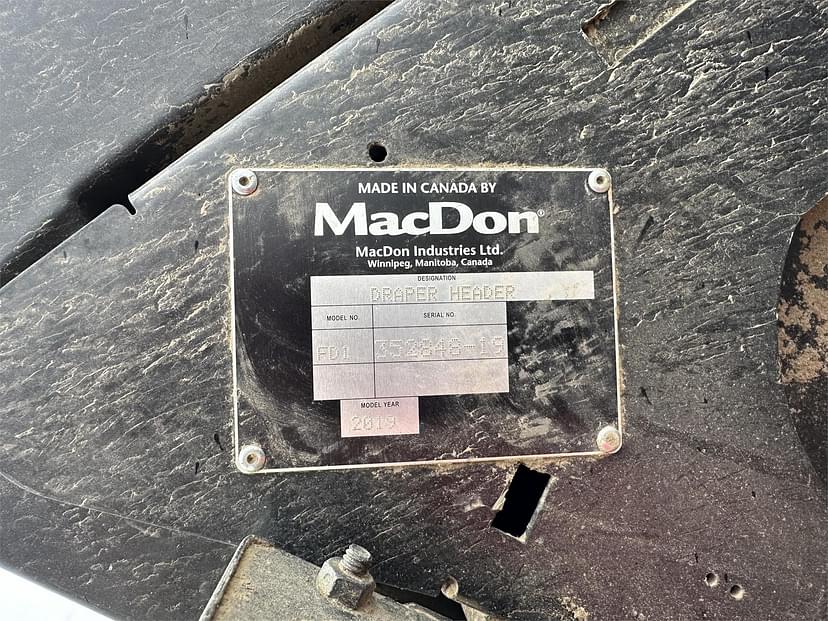 MADE IN CANADA BY
MacDon®
MacDon Industries Ltd.
Winnipeg, Manitoba, Canada
DESIGNATION
DRAPER HEADER
MODEL NO. SERIAL NO.
FD1 352848-19
MODEL YEAR
2019